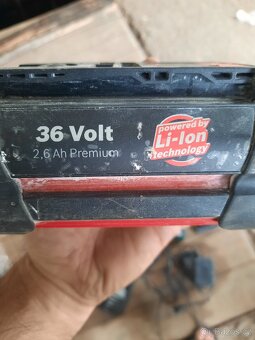 36 Volt
2,6 Ah Premium
powered by
Li-Ion
technology